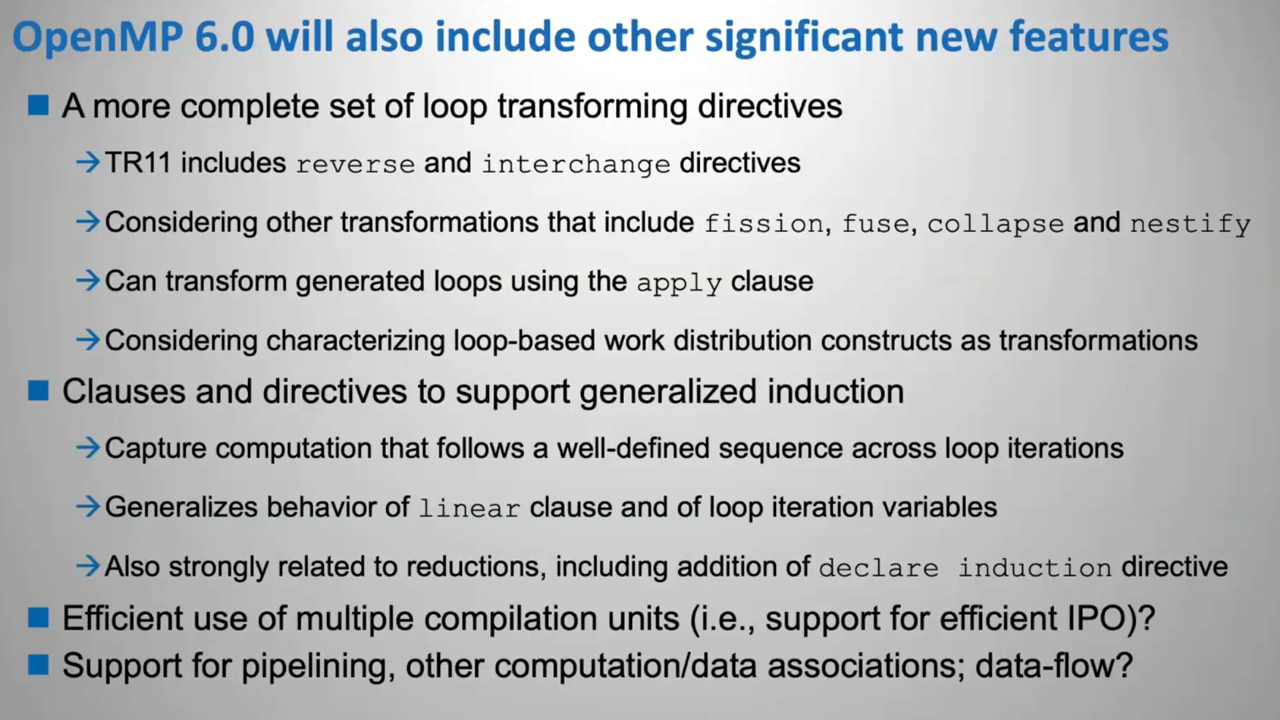 OpenMP 6.0 will also include other significant new features
A more complete set of loop transforming directives
→TR11 includes reverse and interchange directives
→Considering other transformations that include fission, fuse, collapse and nestify
→Can transform generated loops using the apply clause
→Considering characterizing loop-based work distribution constructs as transformations
Clauses and directives to support generalized induction
→Capture computation that follows a well-defined sequence across loop iterations
→Generalizes behavior of linear clause and of loop iteration variables
→Also strongly related to reductions, including addition of declare induction directive
Efficient use of multiple compilation units (i.e., support for efficient IPO)?
Support for pipelining, other computation/data associations; data-flow?